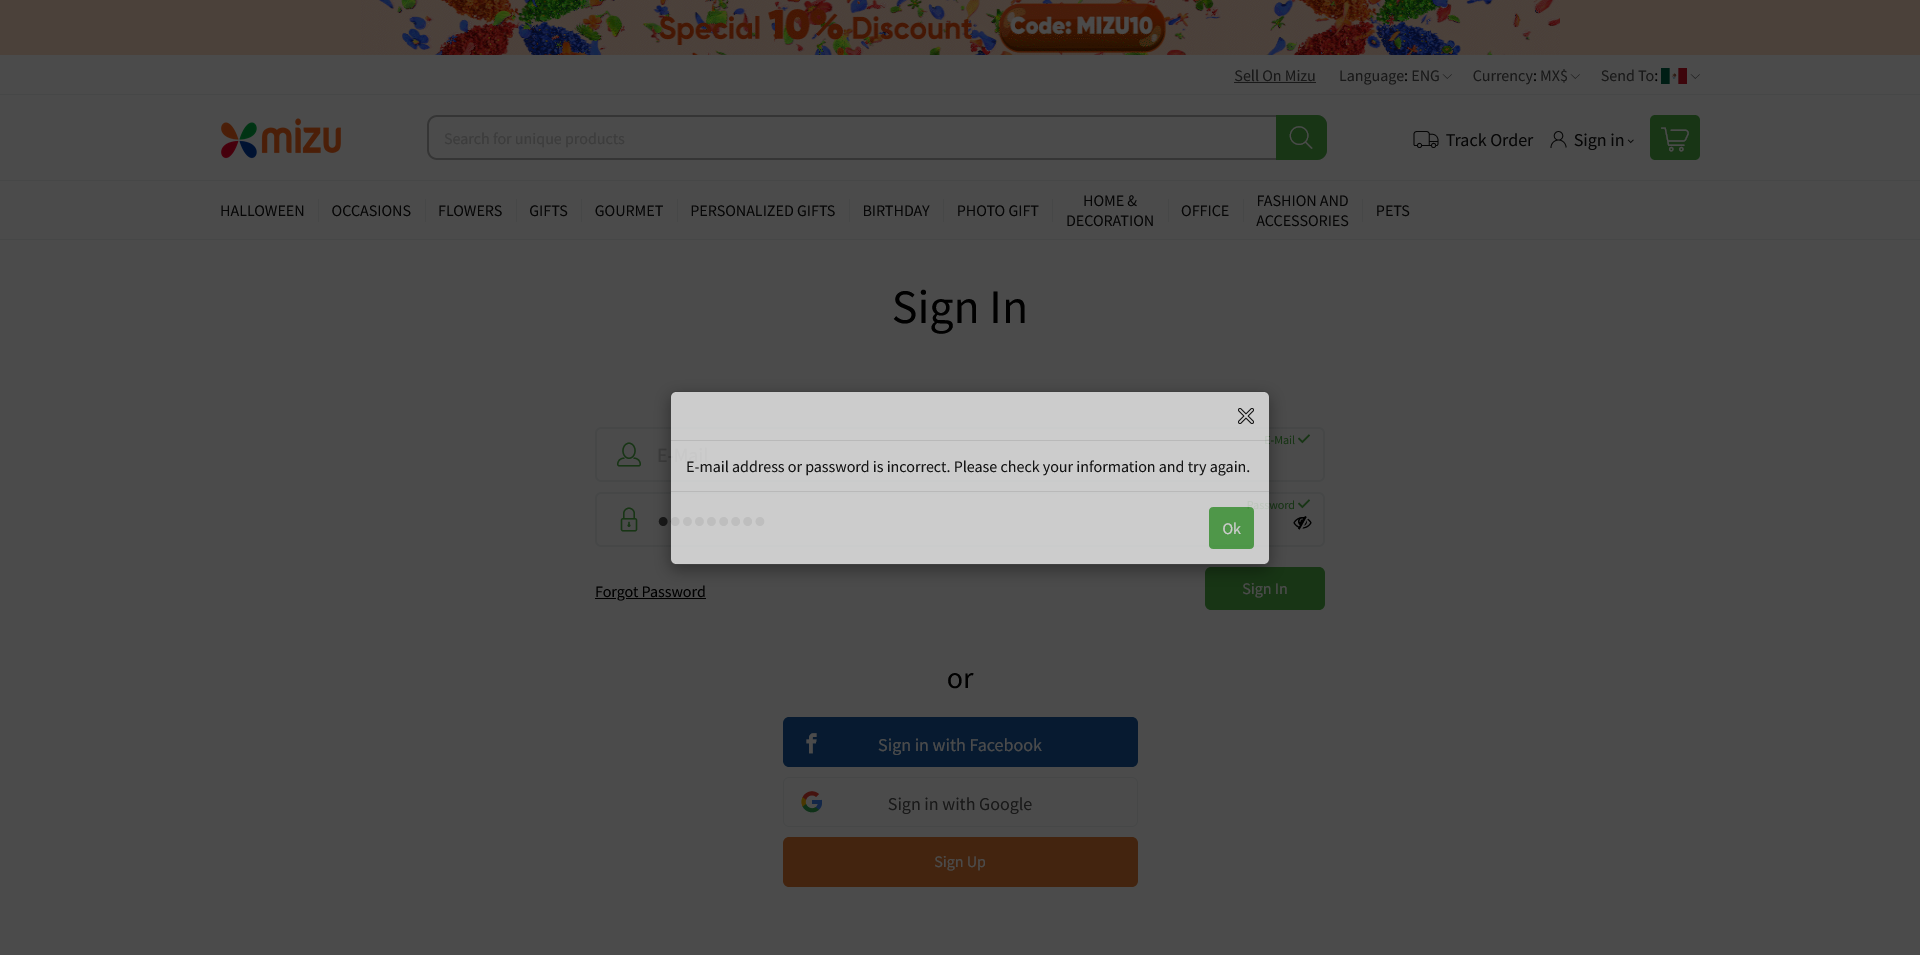 Special 10% Discount Code: MIZU10
Sell On Mizu Language: ENG Currency: MX$ Send To:
mizu
Search for unique products
Track Order Sign in
HALLOWEEN OCCASIONS FLOWERS GIFTS GOURMET PERSONALIZED GIFTS BIRTHDAY PHOTO GIFT HOME & DECORATION OFFICE FASHION AND ACCESSORIES PETS
Sign In
E-Mail
E-Mail
E-mail address or password is incorrect. Please check your information and try again.
Password
Ok
Forgot Password
Sign In
or
Sign in with Facebook
Sign in with Google
Sign Up